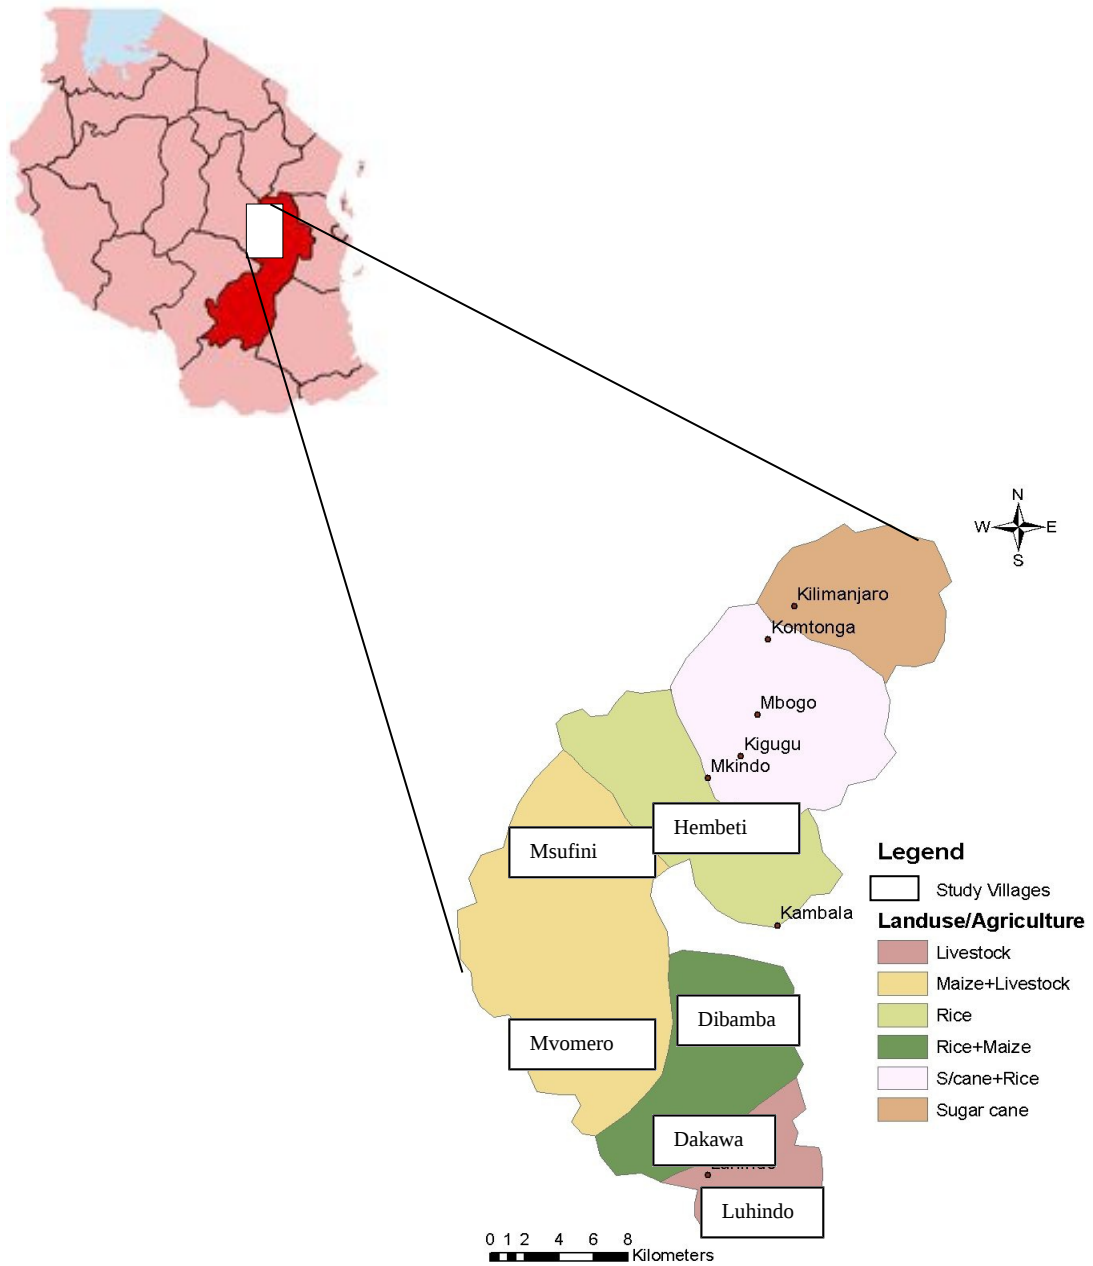 N
W E
S
Kilimanjaro
Komtonga
Mbogo
Kigugu
Mkindo
Hembeti
Msufini
Kambala
Dibamba
Mvomero
Dakawa
Luhindo
Legend
Study Villages
Landuse/Agriculture
Livestock
Maize+Livestock
Rice
Rice+Maize
S/cane+Rice
Sugar cane
0 1 2 4 6 8
Kilometers